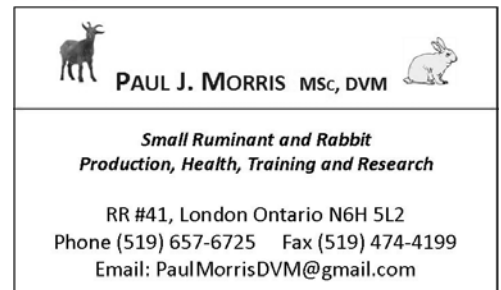 PAUL J. MORRIS MSC, DVM
Small Ruminant and Rabbit
Production, Health, Training and Research
RR #41, London Ontario N6H 5L2
Phone (519) 657-6725 Fax (519) 474-4199
Email: PaulMorrisDVM@gmail.com